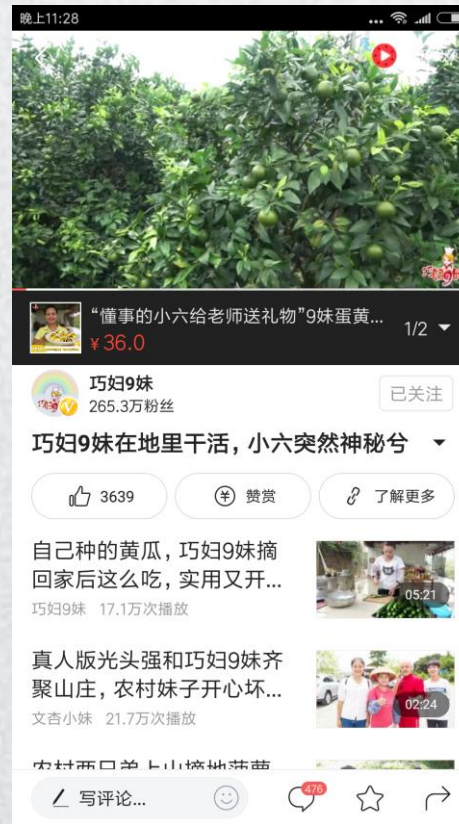 晚上11:28
“懂事的小六给老师送礼物”9妹蛋黄...
¥36.0
1/2
巧妇9妹
265.3万粉丝
已关注
巧妇9妹在地里干活，小六突然神秘兮
3639
赞赏
了解更多
自己种的黄瓜，巧妇9妹摘
回家后这么吃，实用又开...
巧妇9妹 17.1万次播放
05:21
真人版光头强和巧妇9妹齐
聚山庄，农村妹子开心坏...
文杏小妹 21.7万次播放
02:24
写评论...
476